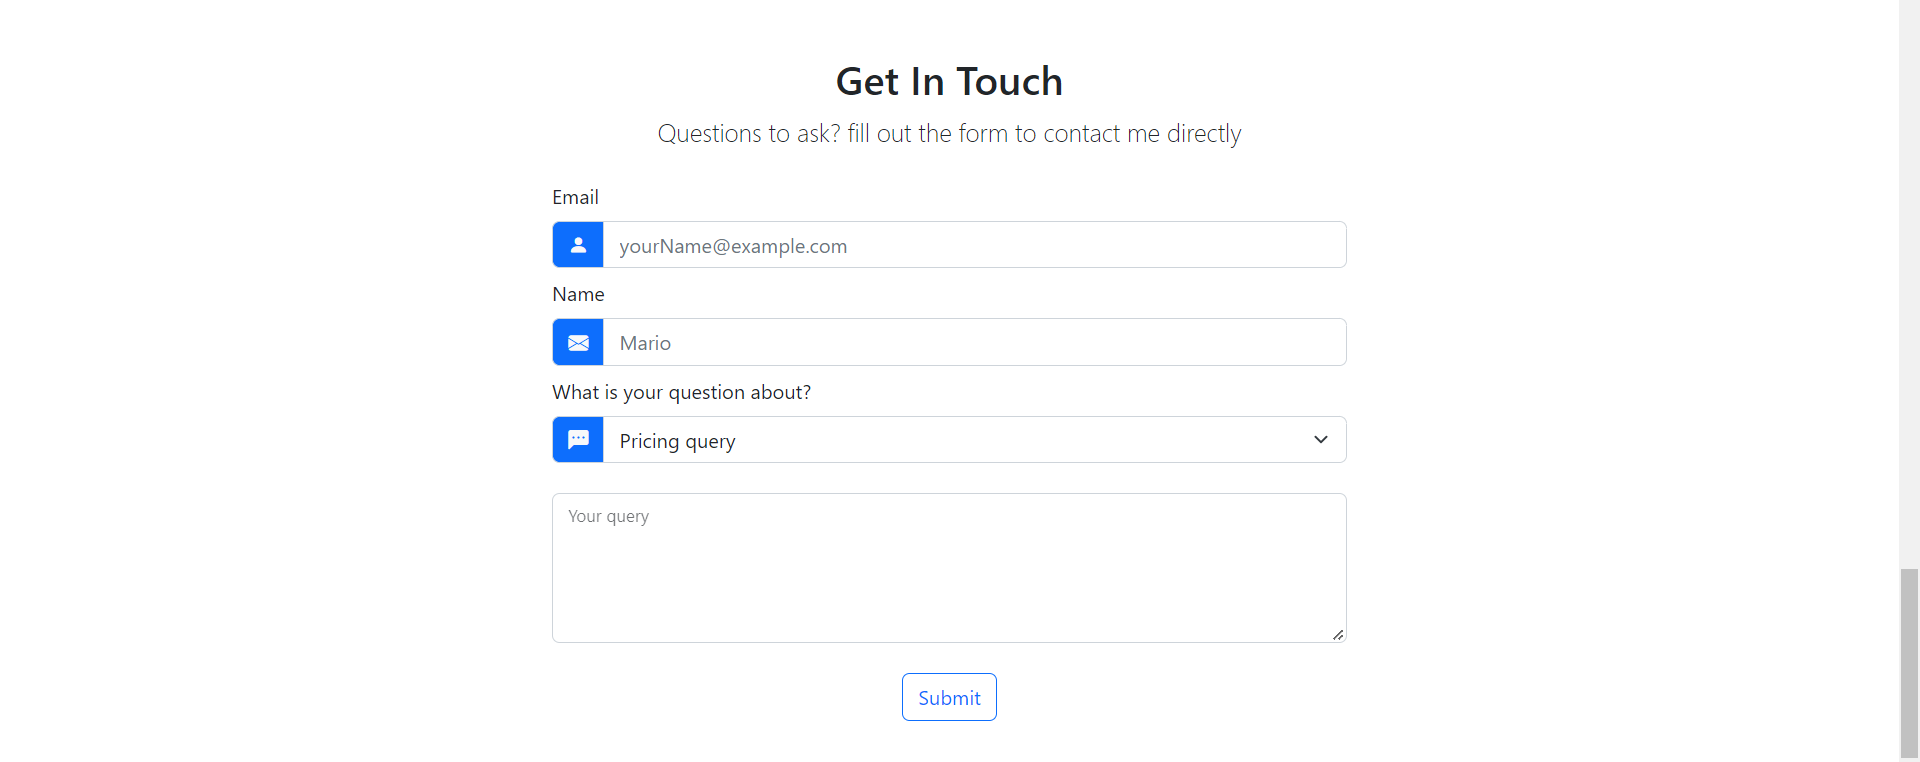 Get In Touch
Questions to ask? fill out the form to contact me directly
Email
yourName@example.com
Name
Mario
What is your question about?
Pricing query
Your query
Submit